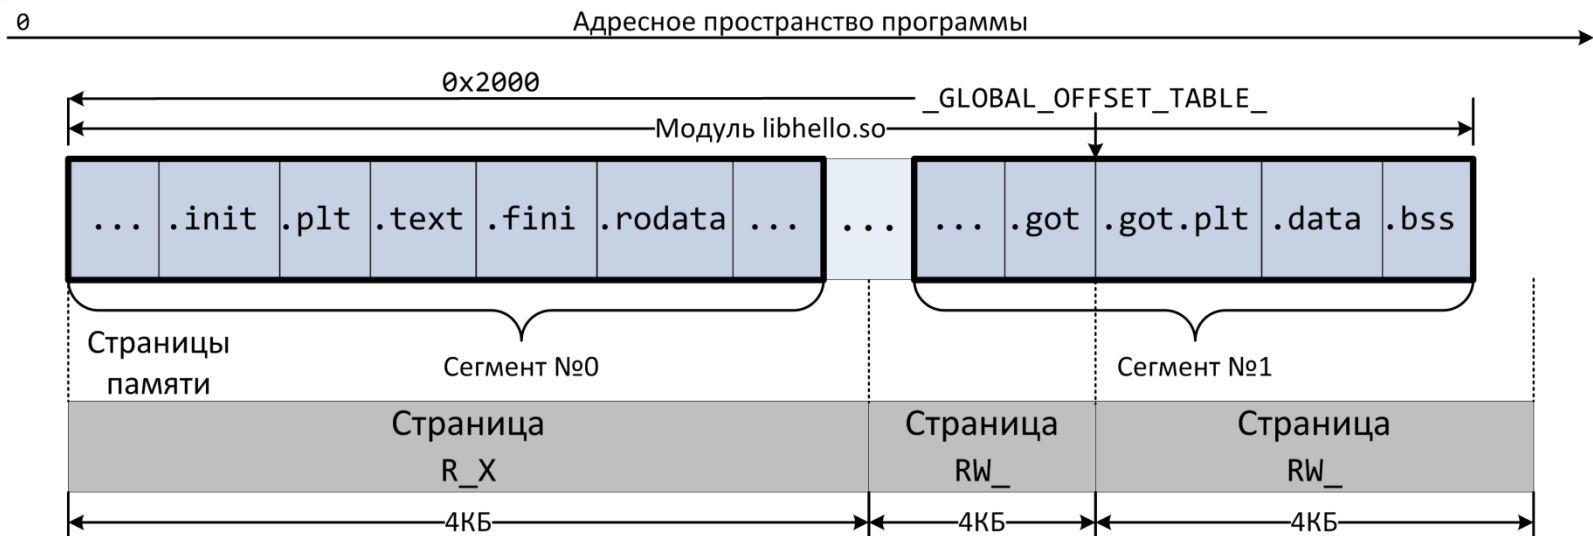 0 Адресное пространство программы
0x2000
_GLOBAL_OFFSET_TABLE_
Модуль libhello.so
... .init .plt .text .fini .rodata ... ... ... .got .got.plt .data .bss
Страницы
памяти
Сегмент №0 Сегмент №1
Страница Страница Страница
R_X RW_ RW_
4КБ 4КБ 4КБ